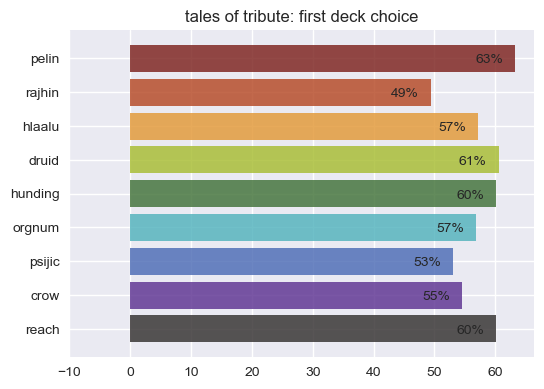 tales of tribute: first deck choice
pelin 63%
rajhin 49%
hlaalu 57%
druid 61%
hunding 60%
orgnum 57%
psijic 53%
crow 55%
reach 60%
−10 0 10 20 30 40 50 60